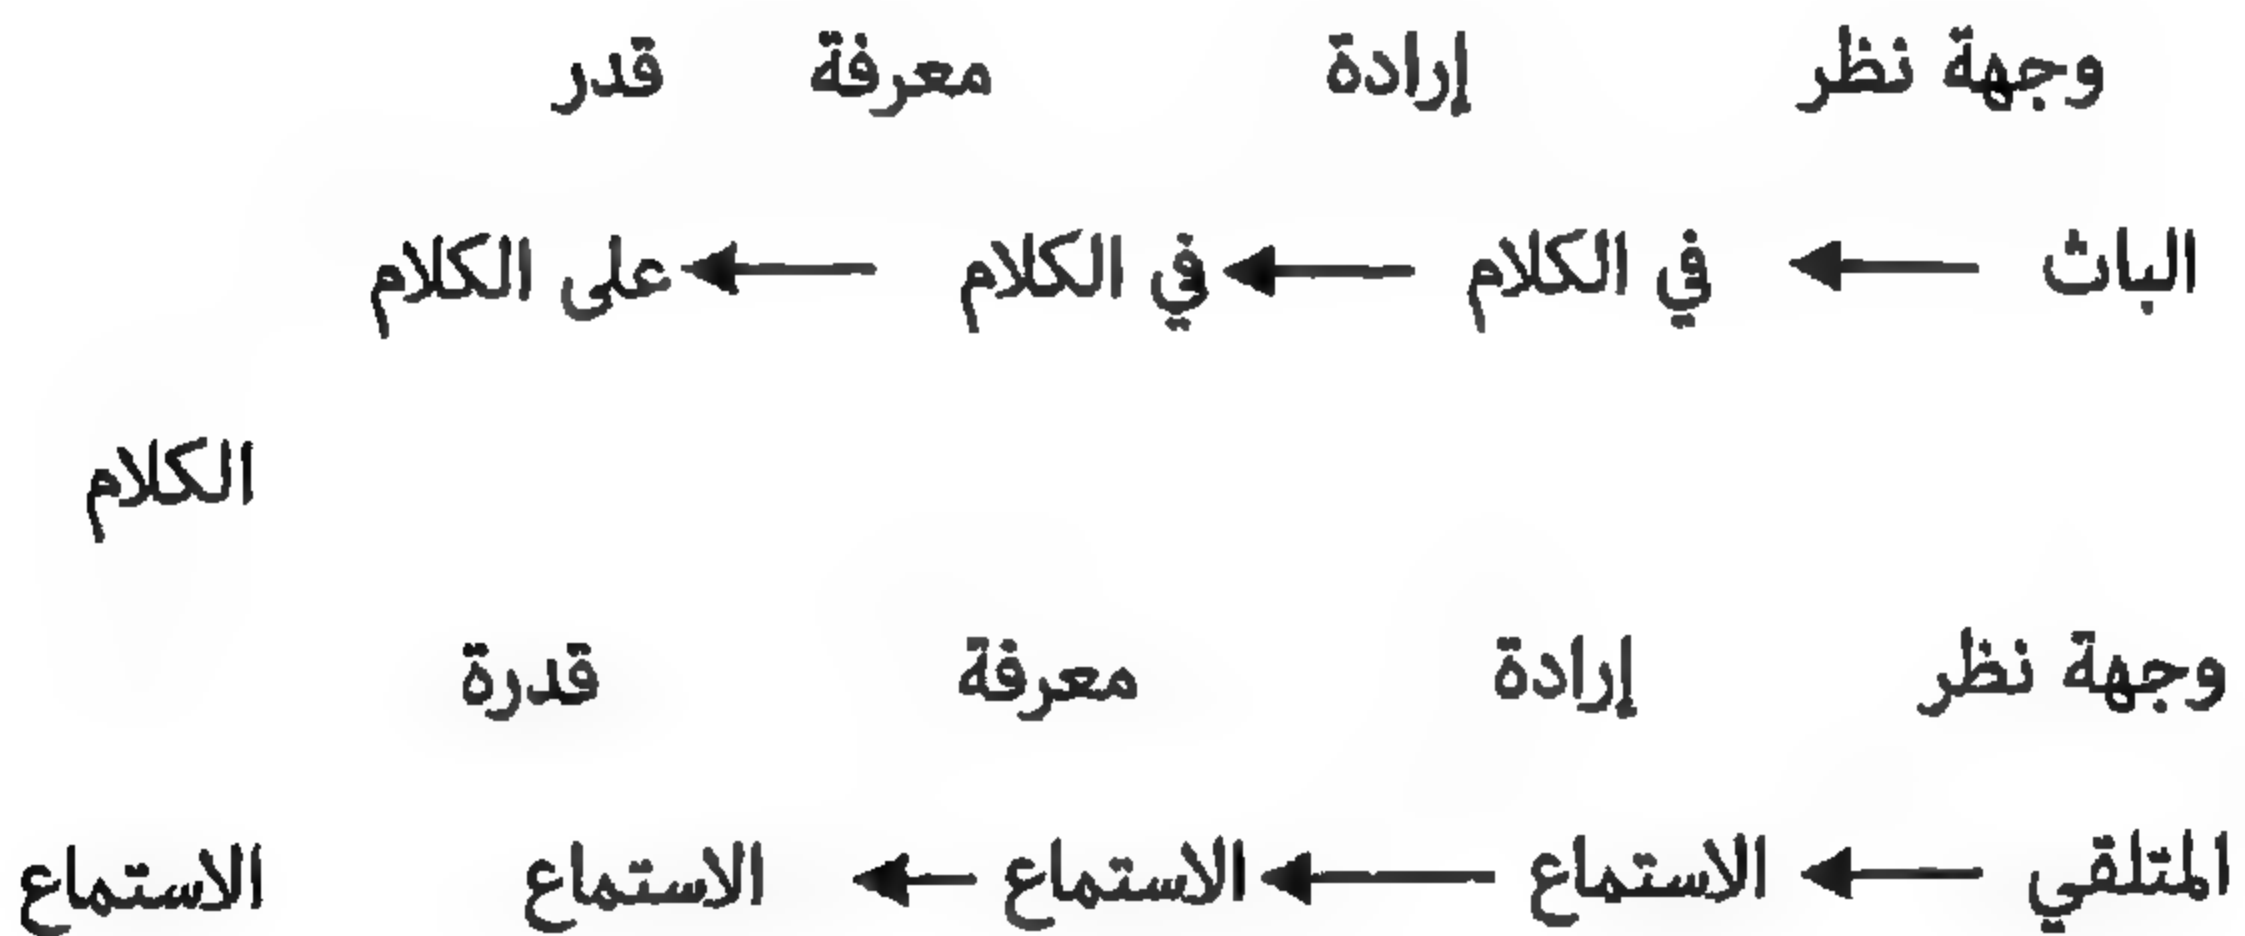 وجهة نظر إرادة معرفة قدر
الباث في الكلام في الكلام على الكلام
الكلام
وجهة نظر إرادة معرفة قدرة
المتلقي الاستماع الاستماع الاستماع الاستماع